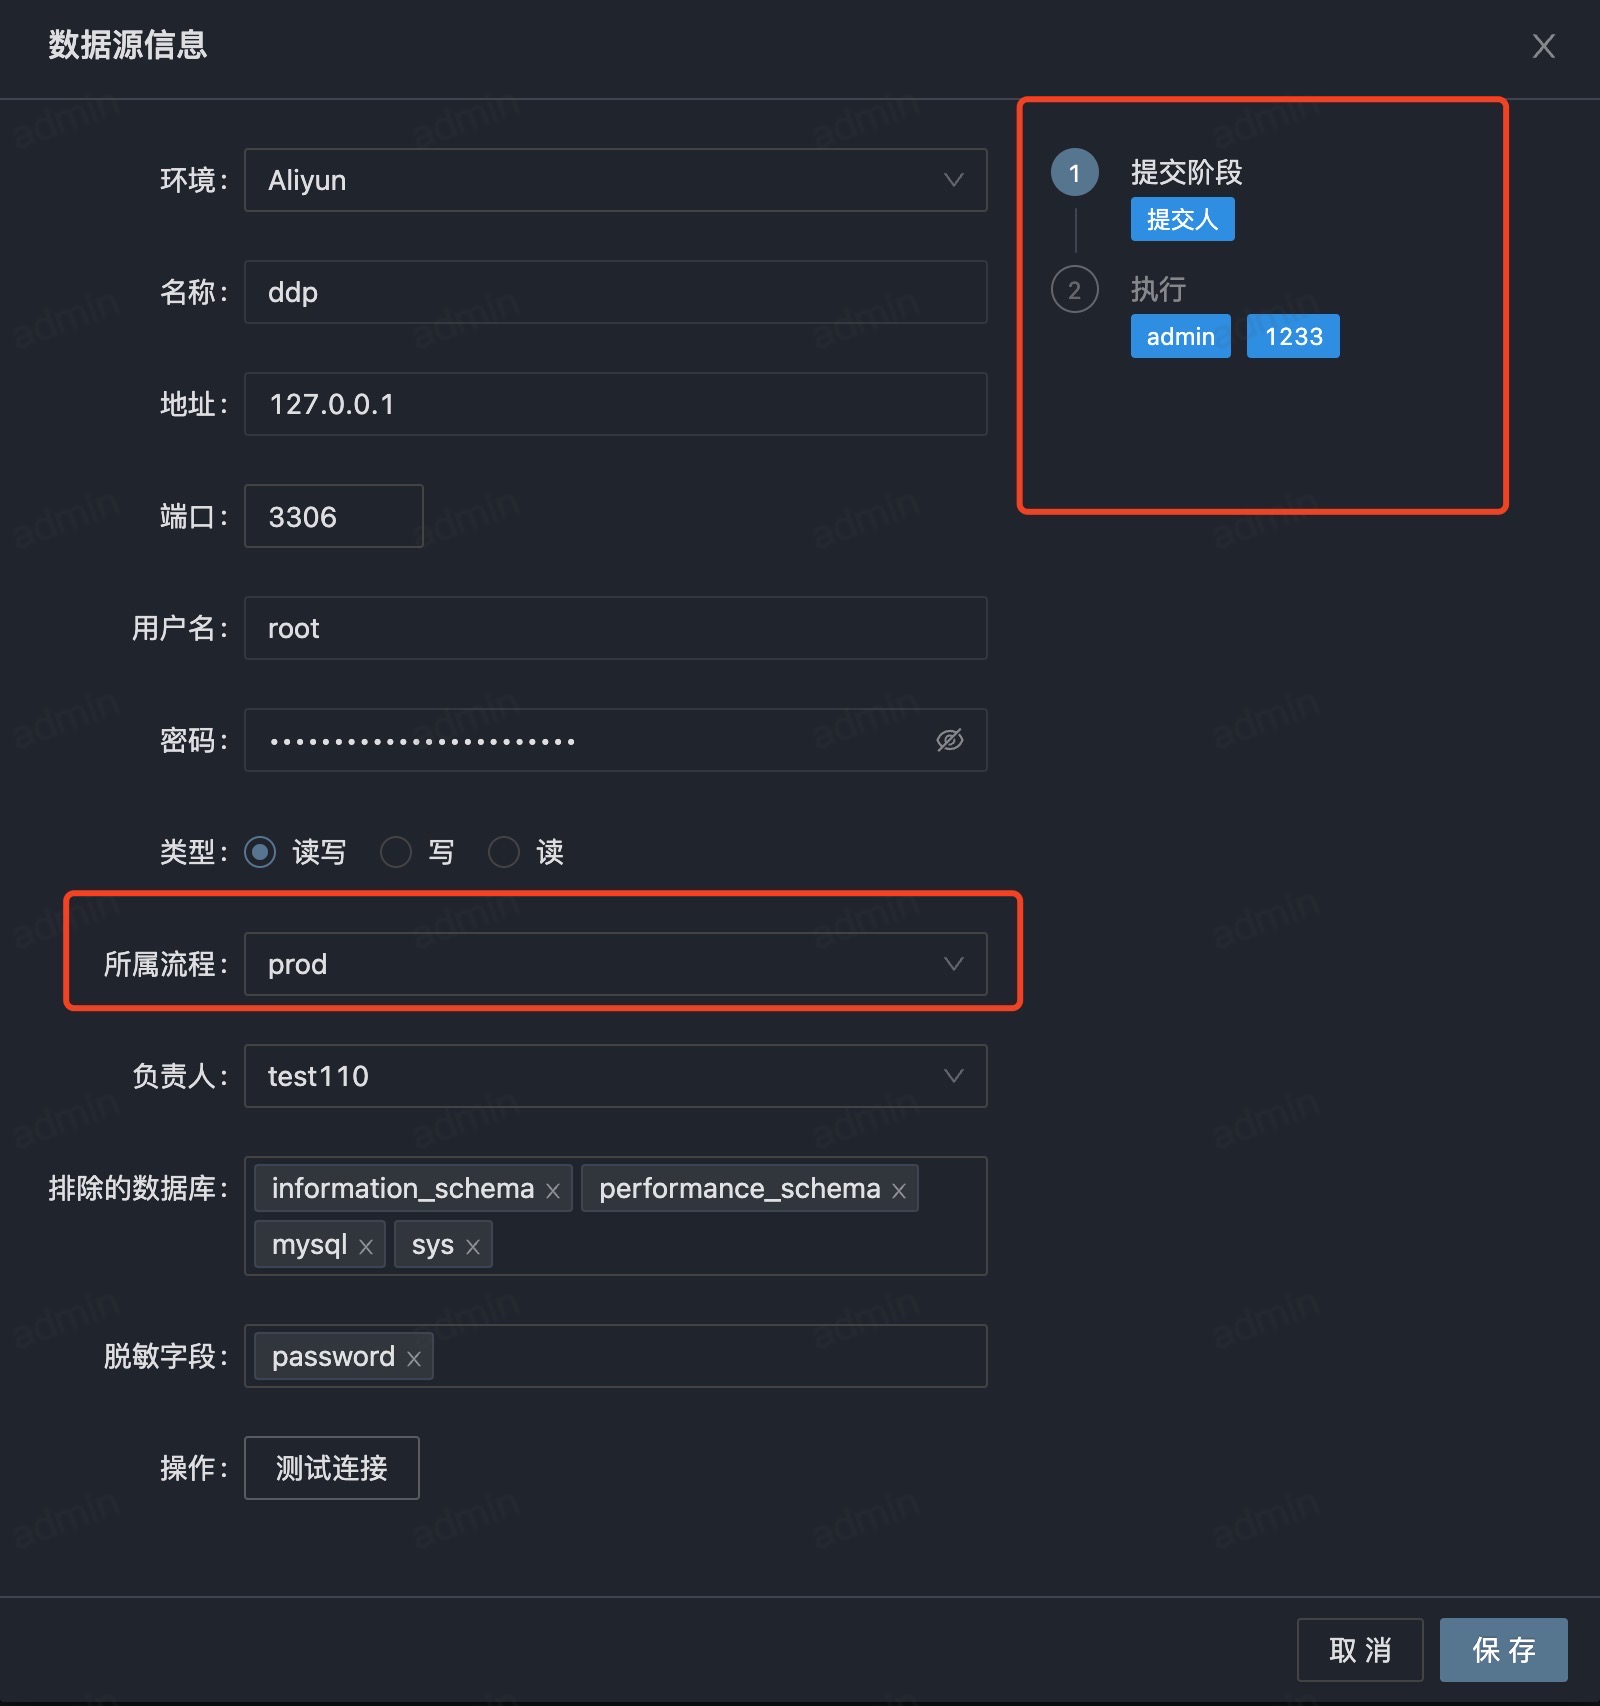 数据源信息
环境： Aliyun
名称： ddp
地址： 127.0.0.1
端口： 3306
用户名： root
密码： ••••••••••••••••••••••••
类型： 读写 写 读
所属流程： prod
负责人： test110
排除的数据库： information_schema x performance_schema x
mysql x sys x
脱敏字段： password x
操作： 测试连接
1 提交阶段
提交人
2 执行
admin 1233
取 消 保 存
admin